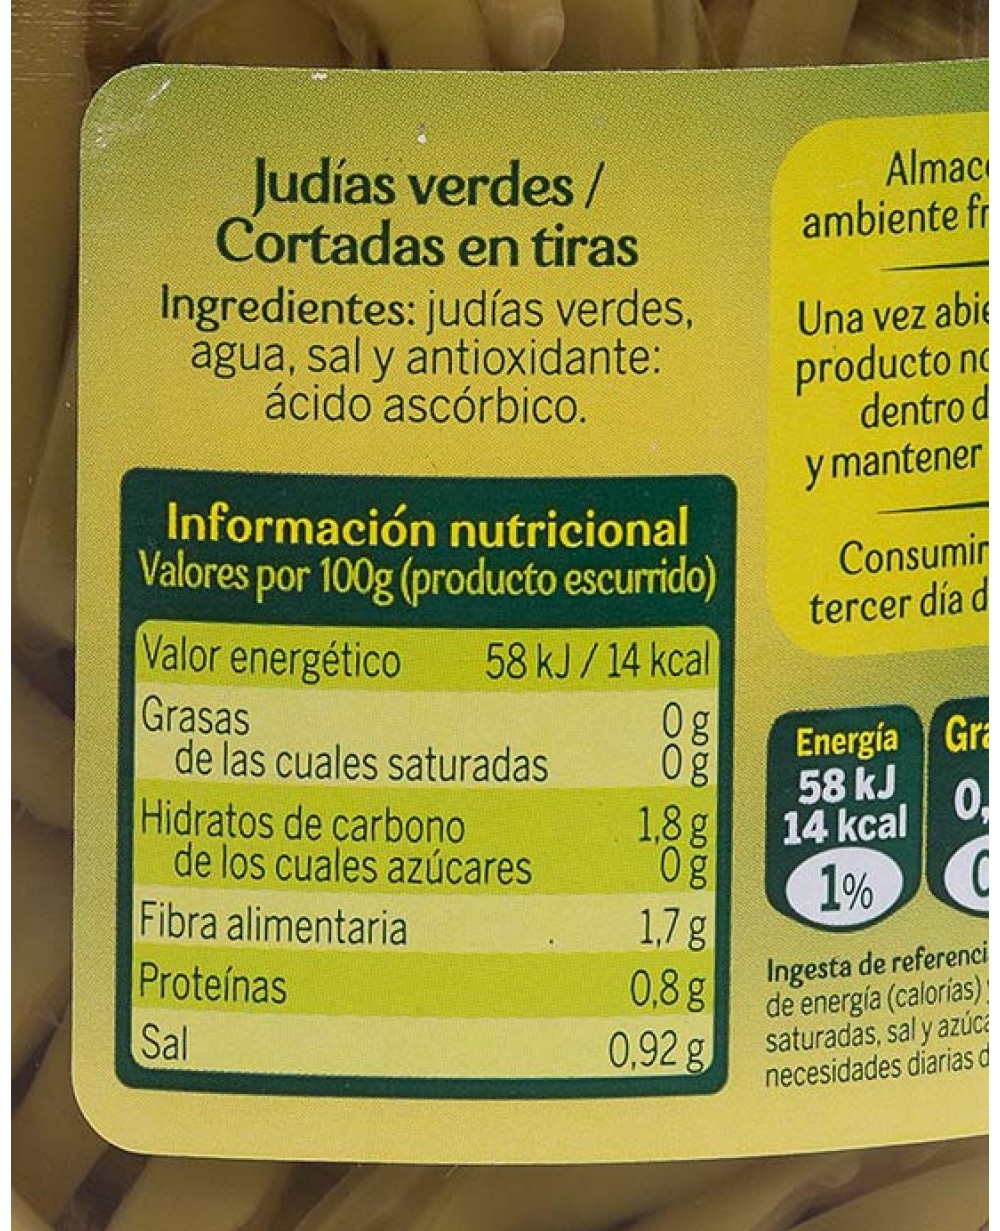 Judías verdes /
Cortadas en tiras
Ingredientes: judías verdes,
agua, sal y antioxidante:
ácido ascórbico.
Información nutricional
Valores por 100g (producto escurrido)
Valor energético 58 kJ / 14 kcal
Grasas 0 g
de las cuales saturadas 0 g
Hidratos de carbono 1,8 g
de los cuales azúcares 0 g
Fibra alimentaria 1,7 g
Proteínas 0,8 g
Sal 0,92 g
ambiente
Una vez
producto
dentro
y mantener
tercer día
Energía
58 kJ
14 kcal
1%
Ingesta de
de energía (calorías)
saturadas, sal y
necesidades diarias